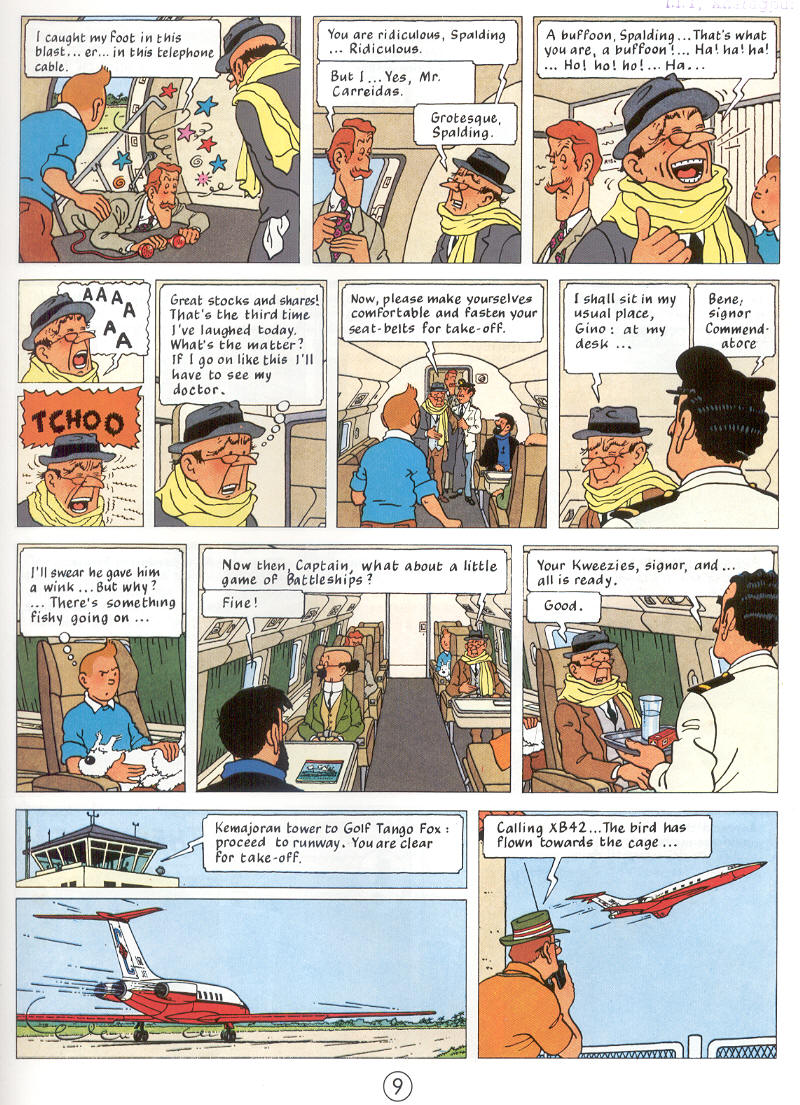 I caught my foot in this
blast... er... in this telephone
cable.
You are ridiculous, Spalding
... Ridiculous.
But I ... Yes, Mr.
Carreidas.
Grotesque,
Spalding.
A buffoon, Spalding... That's what
you are, a buffoon!... Ha! ha! ha!
... Ho! ho! ho!... Ha...
AAAA
AA
TCHOO
Great stocks and shares!
That's the third time
I've laughed today.
What's the matter?
If I go on like this I'll
have to see my
doctor.
Now, please make yourselves
comfortable and fasten your
seat-belts for take-off.
I shall sit in my
usual place,
Gino: at my
desk ...
Bene,
signor
Commend-
atore
I'll swear he gave him
a wink ... But why?
... There's something
fishy going on ...
Now then, Captain, what about a little
game of Battleships?
Fine!
Your Kweezies, signor, and ...
all is ready.
Good.
Kemajoran tower to Golf Tango Fox:
proceed to runway. You are clear
for take-off.
Calling XB42 ... The bird has
flown towards the cage ...
9